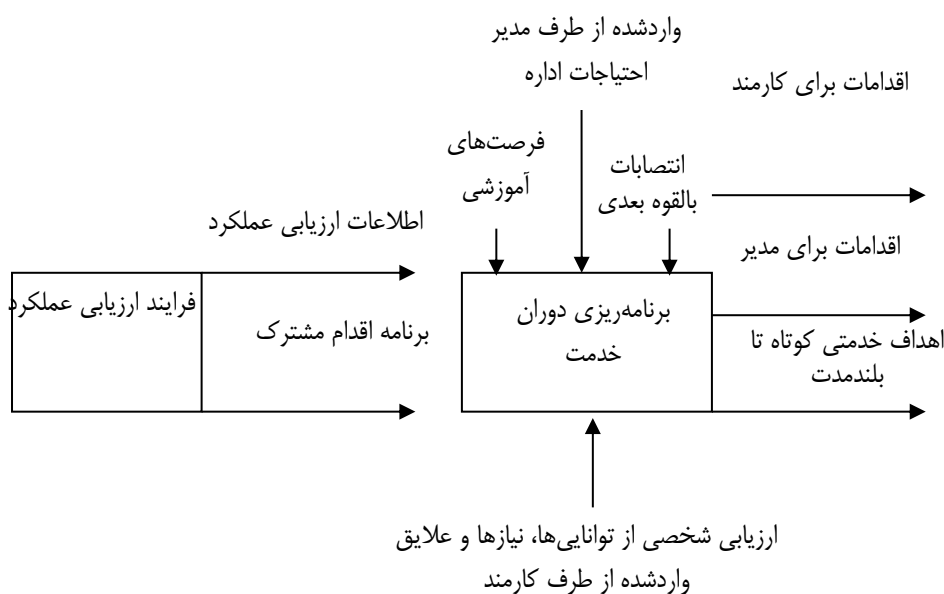 واردشده از طرف مدیر
احتیاجات اداره
اقدامات برای کارمند
فرصت‌های
آموزشی
انتصابات
بالقوه بعدی
اطلاعات ارزیابی عملکرد
اقدامات برای مدیر
فرایند ارزیابی عملکرد
برنامه اقدام مشترک
برنامه‌ریزی دوران
خدمت
اهداف خدمتی کوتاه تا
بلندمدت
ارزیابی شخصی از توانایی‌ها، نیازها و علایق
واردشده از طرف کارمند